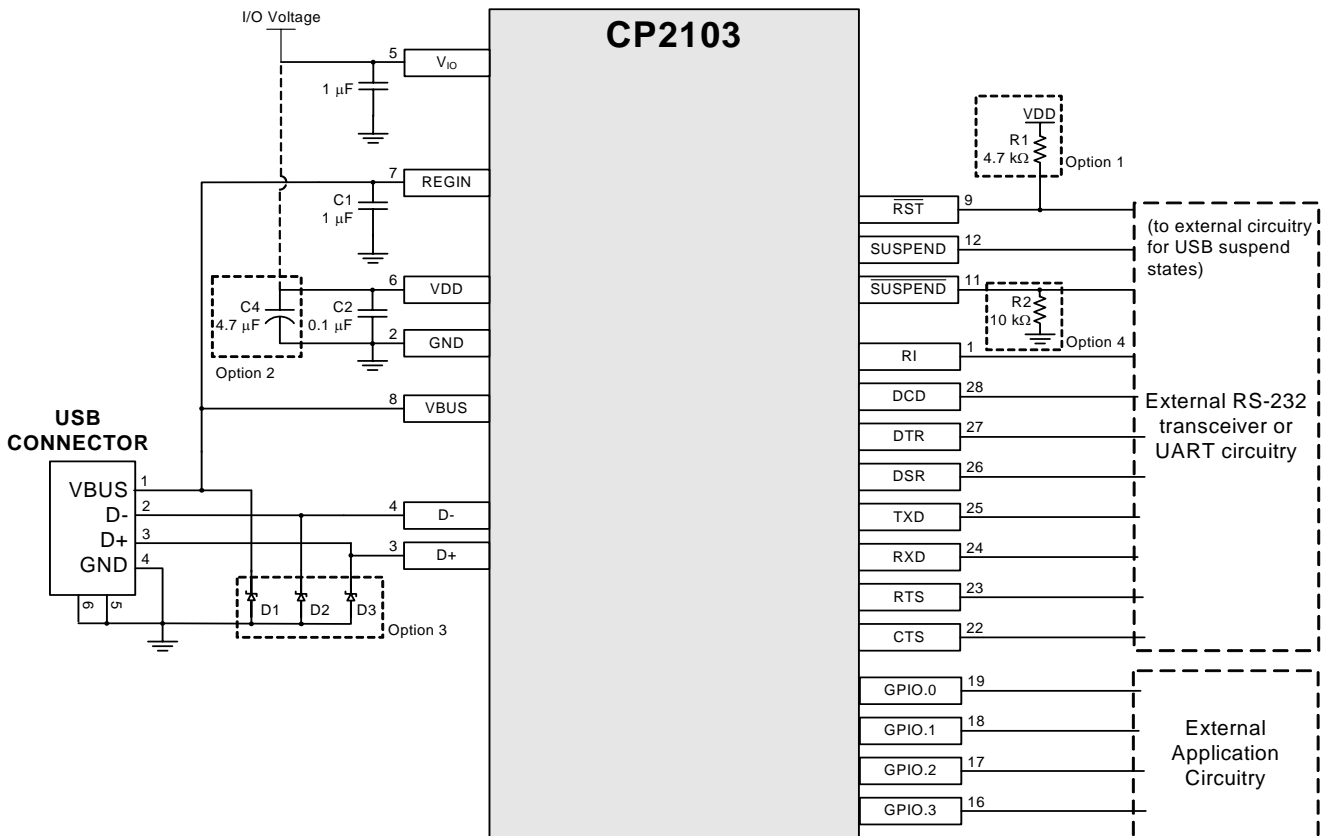 CP2103
I/O Voltage
5
VIO
1 μF
7
REGIN
C1
1 μF
6
VDD
C4
4.7 μF
C2
0.1 μF
2
GND
Option 2
8
VBUS
USB
CONNECTOR
VBUS
1
D-
2
D+
3
GND
4
6
5
4
D-
3
D+
D1
D2
D3
Option 3
VDD
R1
4.7 kΩ
Option 1
RST
9
SUSPEND
12
SUSPEND
11
R2
10 kΩ
Option 4
RI
1
DCD
28
DTR
27
DSR
26
TXD
25
RXD
24
RTS
23
CTS
22
(to external circuitry
for USB suspend
states)
External RS-232
transceiver or
UART circuitry
GPIO.0
19
GPIO.1
18
GPIO.2
17
GPIO.3
16
External
Application
Circuitry